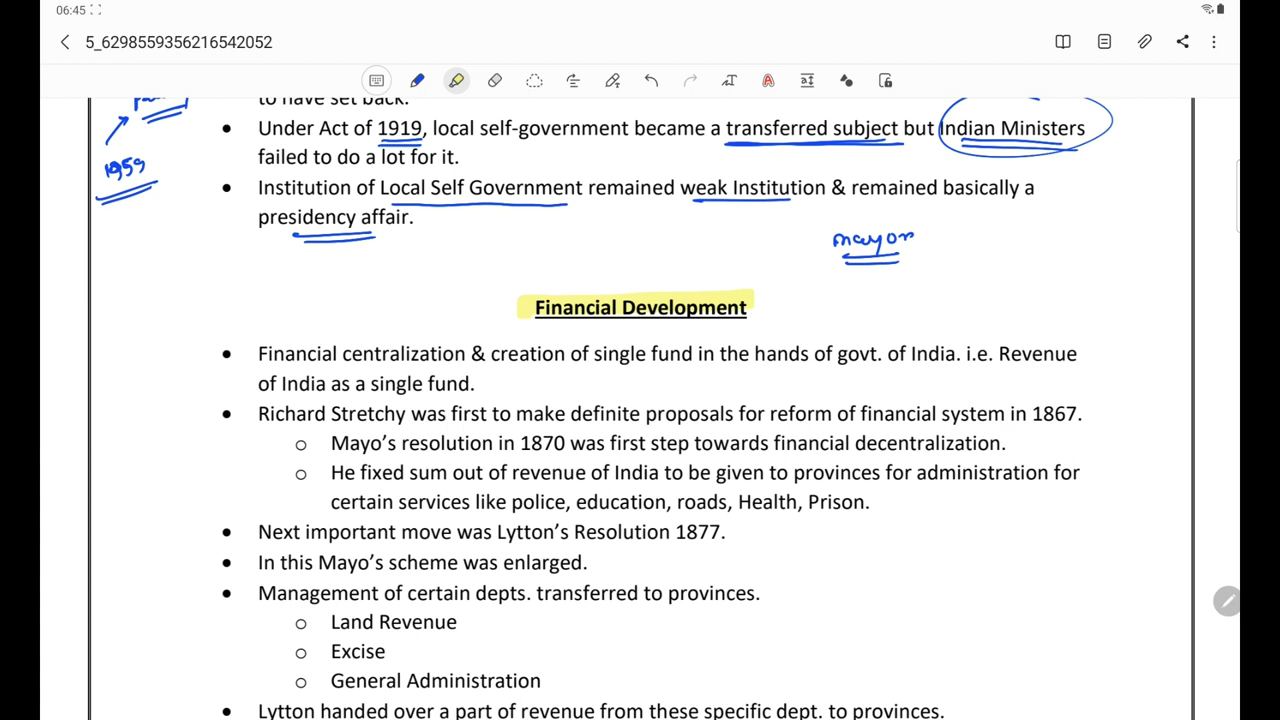 06:45
5_6298559356216542052
to have set back.
• Under Act of 1919, local self-government became a transferred subject but Indian Ministers
failed to do a lot for it.
1959
• Institution of Local Self Government remained weak Institution & remained basically a
presidency affair.
mayor
Financial Development
• Financial centralization & creation of single fund in the hands of govt. of India. i.e. Revenue
of India as a single fund.
• Richard Stretchy was first to make definite proposals for reform of financial system in 1867.
o Mayo's resolution in 1870 was first step towards financial decentralization.
o He fixed sum out of revenue of India to be given to provinces for administration for
certain services like police, education, roads, Health, Prison.
• Next important move was Lytton's Resolution 1877.
• In this Mayo's scheme was enlarged.
• Management of certain depts. transferred to provinces.
o Land Revenue
o Excise
o General Administration
• Lytton handed over a part of revenue from these specific dept. to provinces.